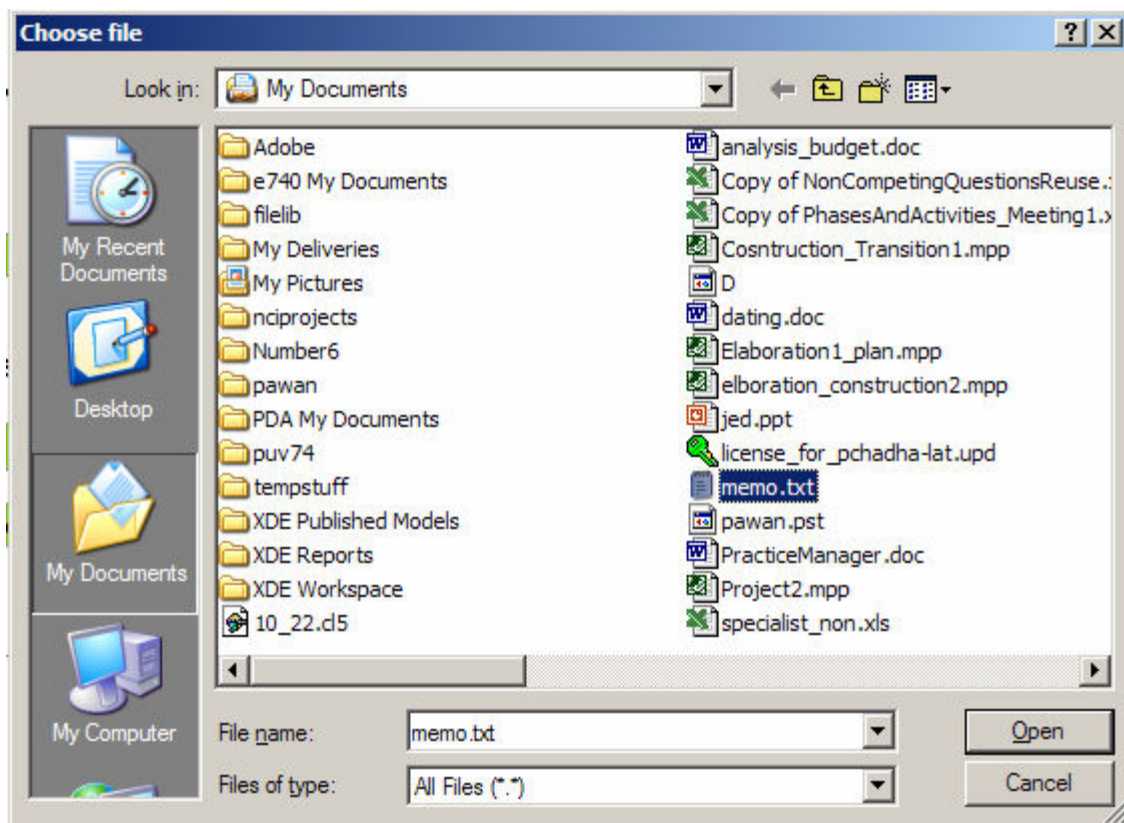 Choose file
Look in: My Documents
My Recent
Documents
Desktop
My Documents
My Computer
Adobe
e740 My Documents
filelib
My Deliveries
My Pictures
nciprojects
Number6
pawan
PDA My Documents
puv74
tempstuff
XDE Published Models
XDE Reports
XDE Workspace
10_22.cl5
analysis_budget.doc
Copy of NonCompetingQuestionsReuse.
Copy of PhasesAndActivities_Meeting1.x
Cosntruction_Transition1.mpp
D
dating.doc
Elaboration1_plan.mpp
elboration_construction2.mpp
jed.ppt
license_for_pchadha-lat.upd
memo.txt
pawan.pst
PracticeManager.doc
Project2.mpp
specialist_non.xls
File name: memo.txt Open
Files of type: All Files (*.*) Cancel